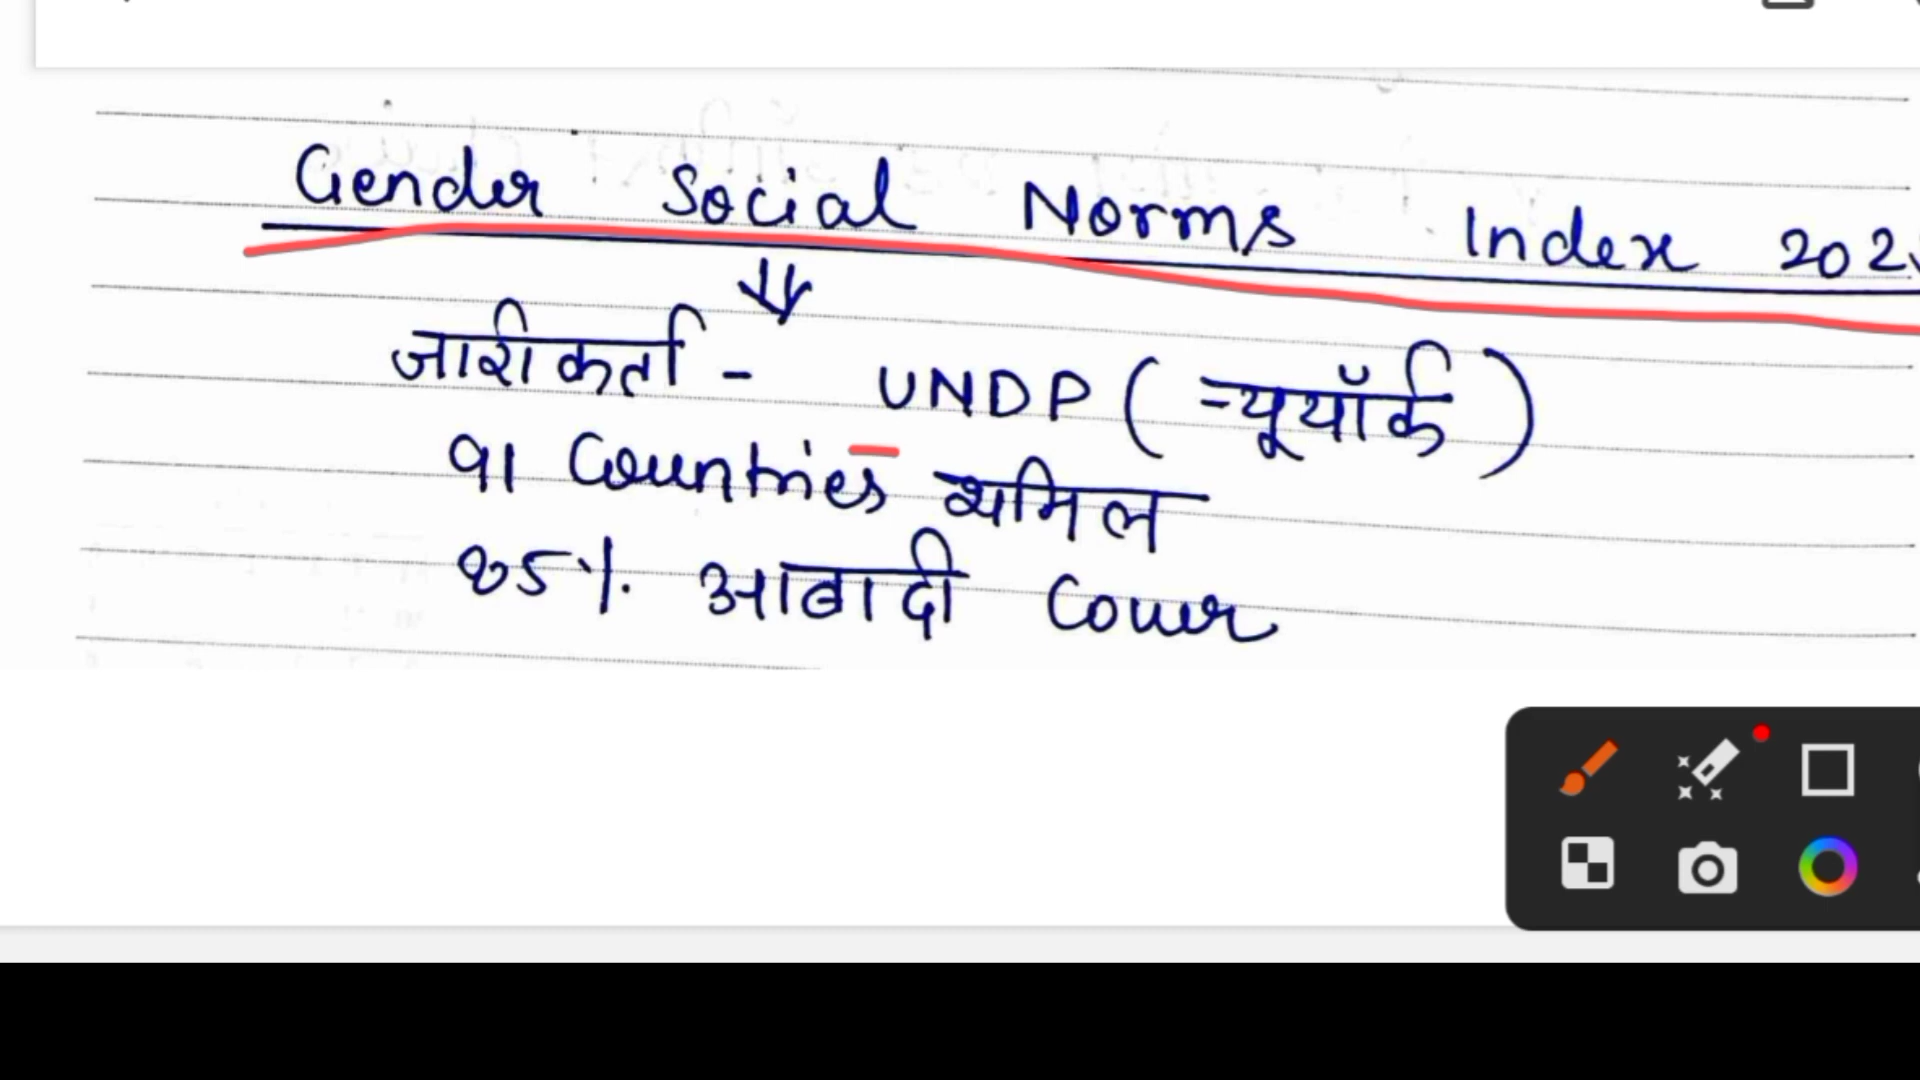 Gender Social Norms Index 202
जारीकर्ता - UNDP (न्यूयॉर्क)
91 Countries शामिल
85% आबादी Cover